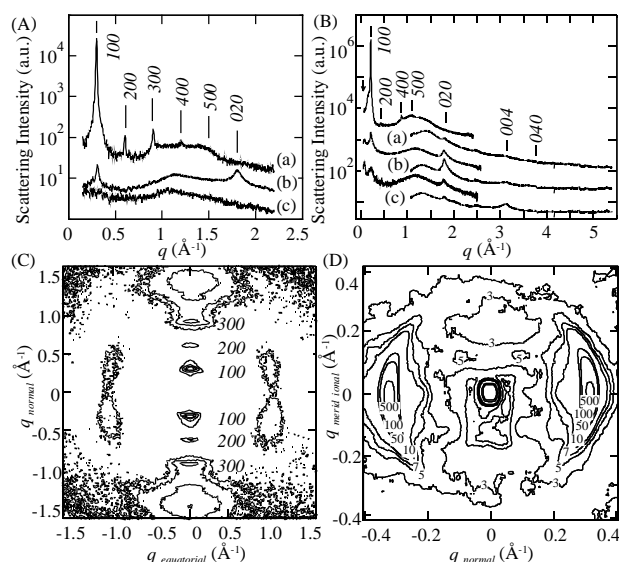 (A)
Scattering Intensity (a.u.)
10^4
10^3
10^2
10^1
100
200
300
400
500
020
(a)
(b)
(c)
0 0.5 1 1.5 2 2.5
q (Å^-1)
(B)
Scattering Intensity (a.u.)
10^6
10^4
10^2
100
200
400
500
020
004
040
(a)
(b)
(c)
0 1 2 3 4 5
q (Å^-1)
(C)
q normal (Å^-1)
1.5
1.0
0.5
0
-0.5
-1.0
-1.5
300
200
100
100
200
300
-1.5 -1.0 -0.5 0 0.5 1.0 1.5
q equatorial (Å^-1)
(D)
q meridional (Å^-1)
0.4
0.2
0
-0.2
-0.4
3
5
5
500
100
50
10
7
5
3
500
100
50
10
7
5
3
3
-0.4 -0.2 0 0.2 0.4
q normal (Å^-1)